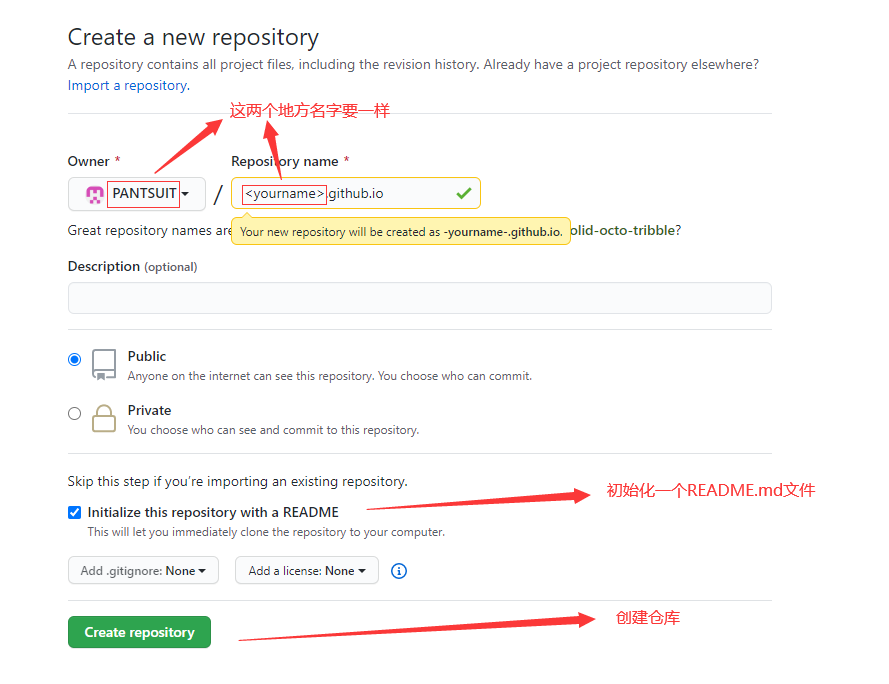 Create a new repository
A repository contains all project files, including the revision history. Already have a project repository elsewhere?
Import a repository.
这两个地方名字要一样
Owner * Repository name *
PANTSUIT / <yourname>.github.io
Great repository names are olid-octo-tribble?
Your new repository will be created as -yourname-.github.io.
Description (optional)
Public
Anyone on the internet can see this repository. You choose who can commit.
Private
You choose who can see and commit to this repository.
Skip this step if you’re importing an existing repository.
初始化一个README.md文件
Initialize this repository with a README
This will let you immediately clone the repository to your computer.
Add .gitignore: None Add a license: None
创建仓库
Create repository